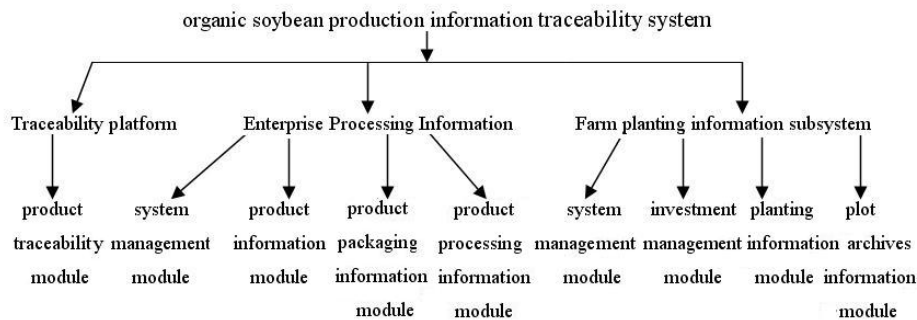 organic soybean production information traceability system
Traceability platform
Enterprise Processing Information
Farm planting information subsystem
product
traceability
module
system
management
module
product
information
module
product
packaging
information
module
product
processing
information
module
system
management
module
investment
management
module
planting
information
module
plot
archives
information
module